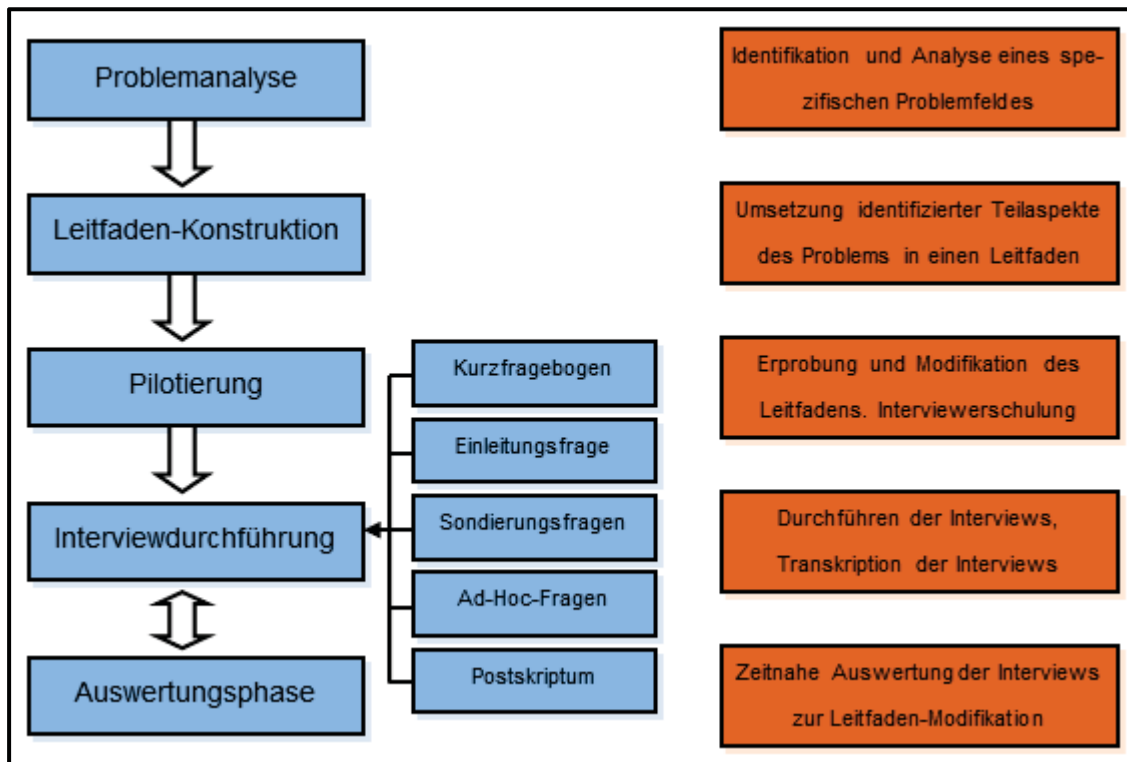 Problemanalyse
Leitfaden-Konstruktion
Pilotierung
Interviewdurchführung
Auswertungsphase
Kurzfragebogen
Einleitungsfrage
Sondierungsfragen
Ad-Hoc-Fragen
Postskriptum
Identifikation und Analyse eines spe-
zifischen Problemfeldes
Umsetzung identifizierter Teilaspekte
des Problems in einen Leitfaden
Erprobung und Modifikation des
Leitfadens. Interviewerschulung
Durchführen der Interviews,
Transkription der Interviews
Zeitnahe Auswertung der Interviews
zur Leitfaden-Modifikation